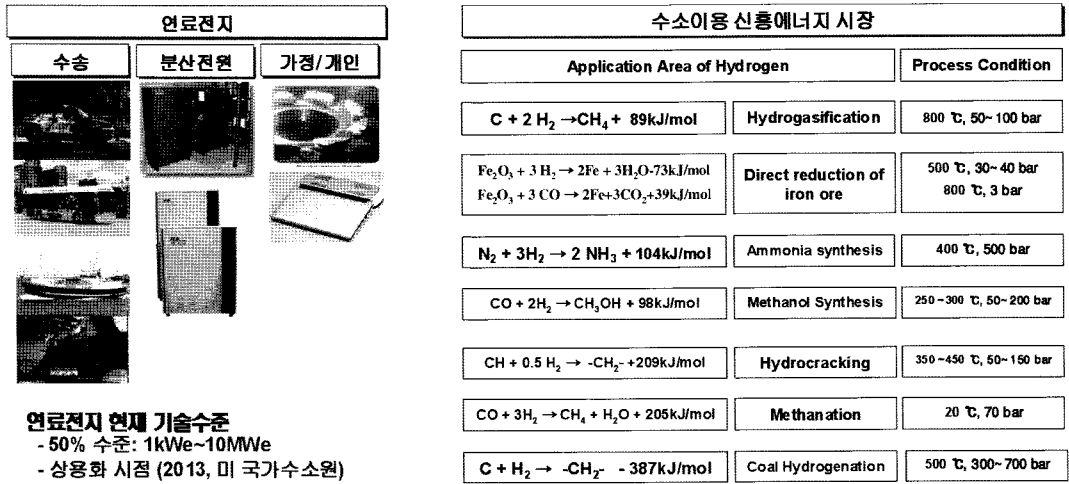 연료전지
수송
분산전원
가정/개인
연료전지 현재 기술수준
- 50% 수준: 1kWe~10MWe
- 상용화 시점 (2013, 미 국가수소원)
수소이용 신흥에너지 시장
Application Area of Hydrogen
Process Condition
C + 2 H₂ →CH₄ + 89kJ/mol
Hydrogasification
800 ℃, 50~100 bar
Fe₂O₃ + 3 H₂ → 2Fe + 3H₂O-73kJ/mol
Fe₂O₃ + 3 CO → 2Fe+3CO₂+39kJ/mol
Direct reduction of
iron ore
500 ℃, 30~40 bar
800 ℃, 3 bar
N₂ + 3H₂ → 2 NH₃ + 104kJ/mol
Ammonia synthesis
400 ℃, 500 bar
CO + 2H₂ → CH₃OH + 98kJ/mol
Methanol Synthesis
250~300 ℃, 50~200 bar
CH + 0.5 H₂ → -CH₂- +209kJ/mol
Hydrocracking
350~450 ℃, 50~150 bar
CO + 3H₂ → CH₄ + H₂O + 205kJ/mol
Methanation
20 ℃, 70 bar
C + H₂ → -CH₂- - 387kJ/mol
Coal Hydrogenation
500 ℃, 300~700 bar